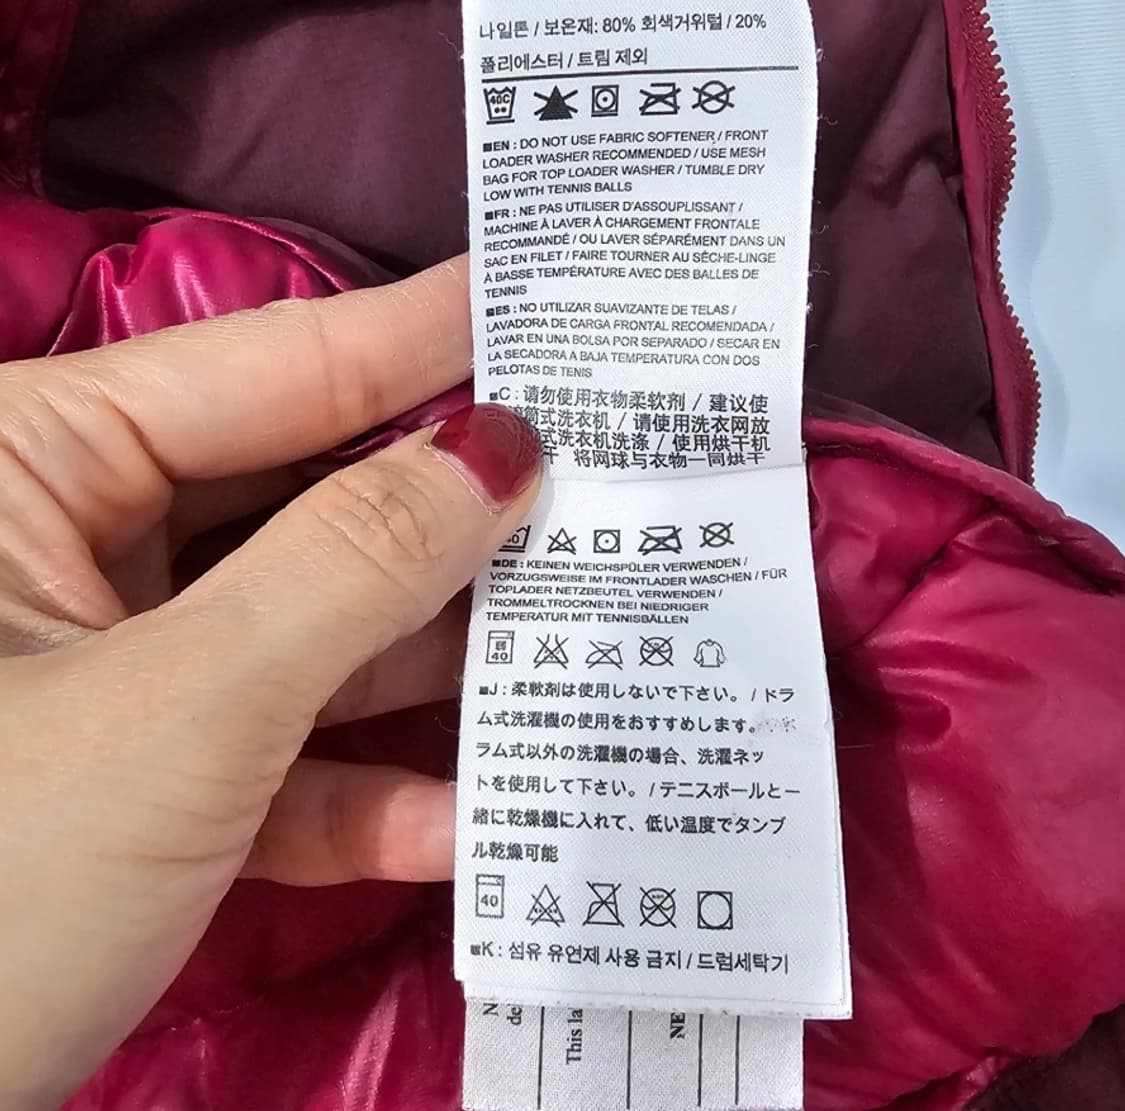 나일론 / 보온재: 80% 회색거위털 / 20%
폴리에스터 / 트림 제외
40C
■EN : DO NOT USE FABRIC SOFTENER / FRONT
LOADER WASHER RECOMMENDED / USE MESH
BAG FOR TOP LOADER WASHER / TUMBLE DRY
LOW WITH TENNIS BALLS
■FR : NE PAS UTILISER D'ASSOUPLISSANT /
MACHINE À LAVER À CHARGEMENT FRONTALE
RECOMMANDÉ / OU LAVER SÉPARÉMENT DANS UN
SAC EN FILET / FAIRE TOURNER AU SÈCHE-LINGE
À BASSE TEMPÉRATURE AVEC DES BALLES DE
TENNIS
■ES : NO UTILIZAR SUAVIZANTE DE TELAS /
LAVADORA DE CARGA FRONTAL RECOMENDADA /
LAVAR EN UNA BOLSA POR SEPARADO / SECAR EN
LA SECADORA A BAJA TEMPERATURA CON DOS
PELOTAS DE TENIS
■C : 请勿使用衣物柔软剂 / 建议使
筒式洗衣机 / 请使用洗衣网放
式洗衣机洗涤 / 使用烘干机
干 将网球与衣物一同烘干
■DE : KEINEN WEICHSPÜLER VERWENDEN /
VORZUGSWEISE IM FRONTLADER WASCHEN / FÜR
TOPLADER NETZBEUTEL VERWENDEN /
TROMMELTROCKNEN BEI NIEDRIGER
TEMPERATUR MIT TENNISBÄLLEN
40
■J : 柔軟剤は使用しないで下さい。 / ドラ
ム式洗濯機の使用をおすすめします。
ラム式以外の洗濯機の場合、洗濯ネッ
トを使用して下さい。 / テニスボールと一
緒に乾燥機に入れて、低い温度でタンブ
ル乾燥可能
40
■K : 섬유 유연제 사용 금지 / 드럼세탁기
de
This la
NE